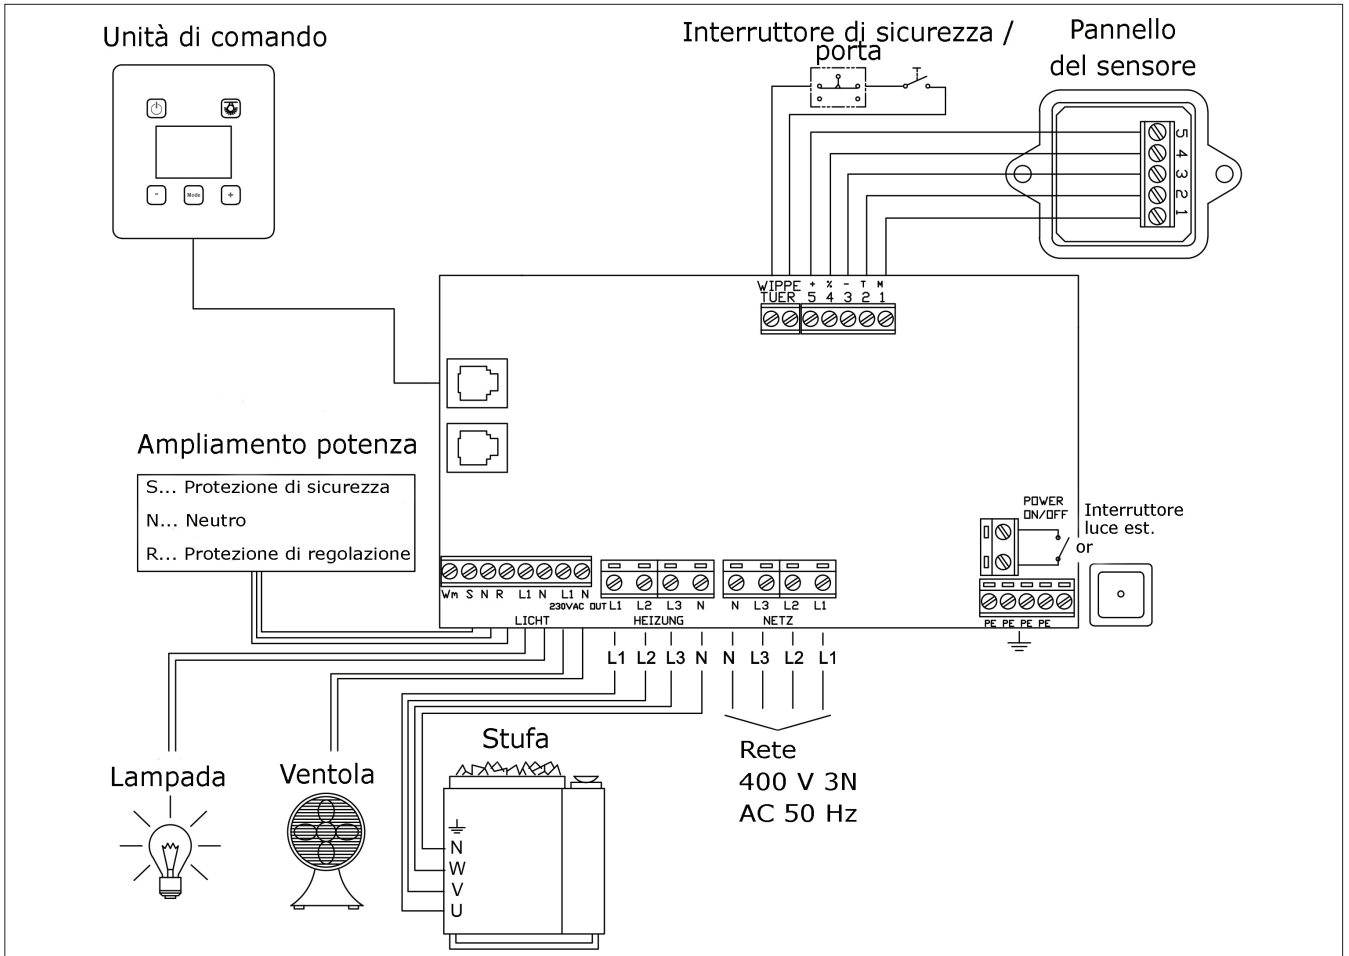 Unità di comando
Interruttore di sicurezza /
porta
Pannello
del sensore
Mode
- +
5
4
3
2
1
WIPPE + % - T M
TUER 5 4 3 2 1
Ampliamento potenza
S... Protezione di sicurezza
N... Neutro
R... Protezione di regolazione
POWER
ON/OFF
Interruttore
luce est.
or
Wm S N R L1 N L1 N
230VAC OUT L1 L2 L3 N N L3 L2 L1
LICHT HEIZUNG NETZ
PE PE PE PE
L1 L2 L3 N N L3 L2 L1
Stufa
Rete
400 V 3N
AC 50 Hz
Lampada
Ventola
N
W
V
U